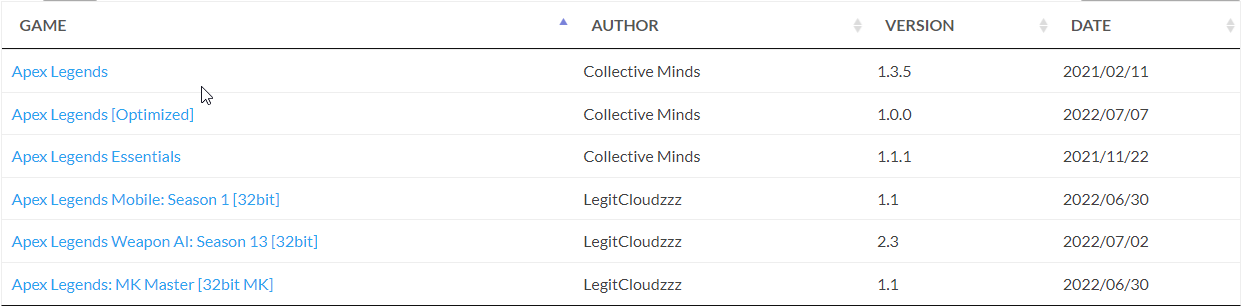 GAME AUTHOR VERSION DATE
Apex Legends Collective Minds 1.3.5 2021/02/11
Apex Legends [Optimized] Collective Minds 1.0.0 2022/07/07
Apex Legends Essentials Collective Minds 1.1.1 2021/11/22
Apex Legends Mobile: Season 1 [32bit] LegitCloudzzz 1.1 2022/06/30
Apex Legends Weapon AI: Season 13 [32bit] LegitCloudzzz 2.3 2022/07/02
Apex Legends: MK Master [32bit MK] LegitCloudzzz 1.1 2022/06/30